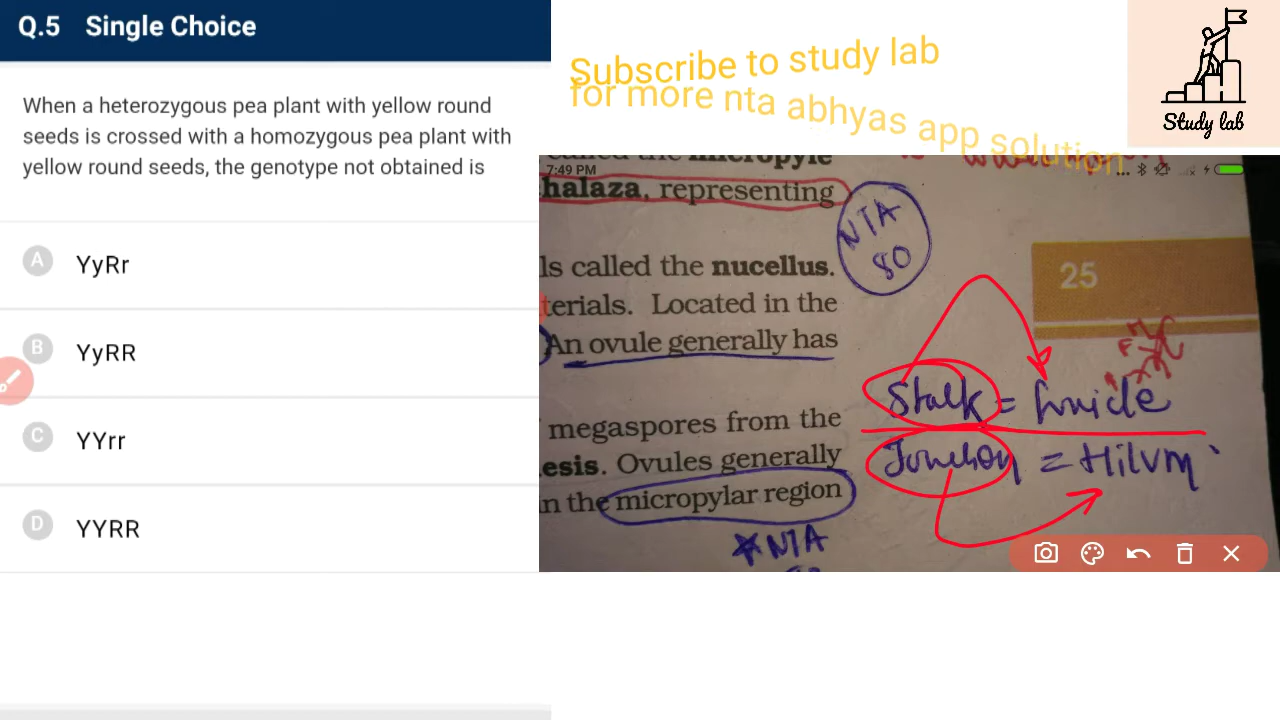 Q.5 Single Choice
When a heterozygous pea plant with yellow round
seeds is crossed with a homozygous pea plant with
yellow round seeds, the genotype not obtained is
A YyRr
B YyRR
C YYrr
D YYRR
Subscribe to study lab
for more nta abhyas app solution
Study lab
called the micropyle
7:49 PM
halaza, representing
NTA
80
ls called the nucellus.
terials. Located in the
An ovule generally has
25
megaspores from the
esis. Ovules generally
n the micropylar region
Stalk =
Junction = Hilum
NTA